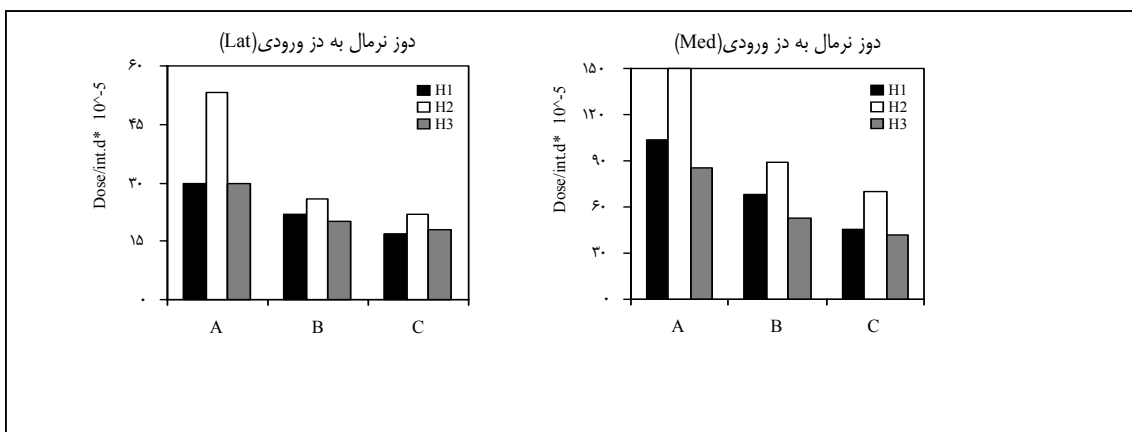 دوز نرمال به دز ورودی(Lat)
۶۰
۴۵
۳۰
۱۵
۰
Dose/int.d* 10^-5
H1
H2
H3
A B C
دوز نرمال به دز ورودی(Med)
۱۵۰
۱۲۰
۹۰
۶۰
۳۰
۰
Dose/int.d* 10^-5
H1
H2
H3
A B C